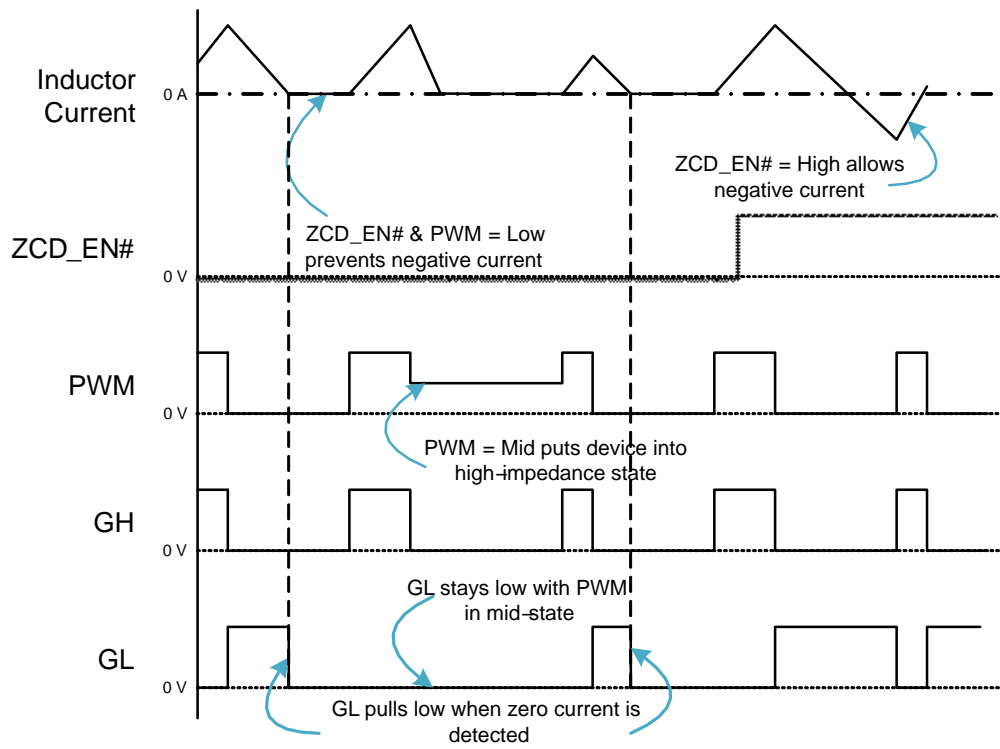 Inductor
Current
0 A
ZCD_EN# = High allows
negative current
ZCD_EN# & PWM = Low
prevents negative current
ZCD_EN#
0 V
PWM
0 V
PWM = Mid puts device into
high-impedance state
GH
0 V
GL stays low with PWM
in mid-state
GL
0 V
GL pulls low when zero current is
detected